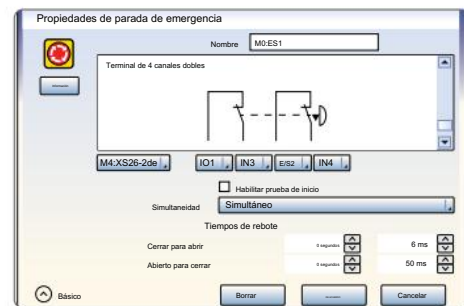 Propiedades de parada de emergencia
Nombre M0:ES1
Terminal de 4 canales dobles
M4:XS26-2de IO1 IN3 E/S2 IN4
Habilitar prueba de inicio
Simultaneidad Simultáneo
Tiempos de rebote
Cerrar para abrir 0 segundos 6 ms
Abierto para cerrar 0 segundos 50 ms
Básico Borrar Cancelar